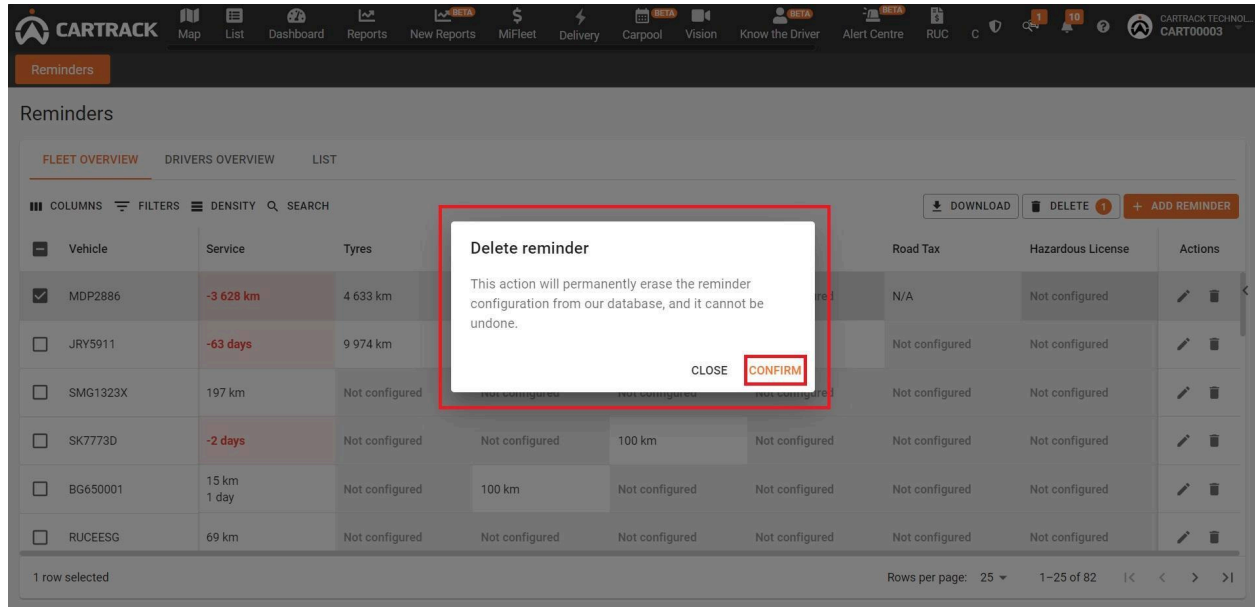 CARTRACK
Map
List
Dashboard
Reports
BETA
New Reports
MiFleet
Delivery
BETA
Carpool
Vision
BETA
Know the Driver
BETA
Alert Centre
RUC
C
1
10
CARTRACK TECHNOL...
CART00003
Reminders
Reminders
FLEET OVERVIEW DRIVERS OVERVIEW LIST
COLUMNS FILTERS DENSITY SEARCH DOWNLOAD DELETE 1 + ADD REMINDER
Vehicle Service Tyres Road Tax Hazardous License Actions
MDP2886 -3 628 km 4 633 km N/A Not configured
JRY5911 -63 days 9 974 km Not configured Not configured
Delete reminder
This action will permanently erase the reminder
configuration from our database, and it cannot be
undone.
CLOSE CONFIRM
SMG1323X 197 km Not configured Not configured Not configured Not configured Not configured Not configured
SK7773D -2 days Not configured Not configured 100 km Not configured Not configured Not configured
BG650001 15 km
1 day
Not configured 100 km Not configured Not configured Not configured Not configured
RUCEESG 69 km Not configured Not configured Not configured Not configured Not configured Not configured
1 row selected Rows per page: 25 1–25 of 82